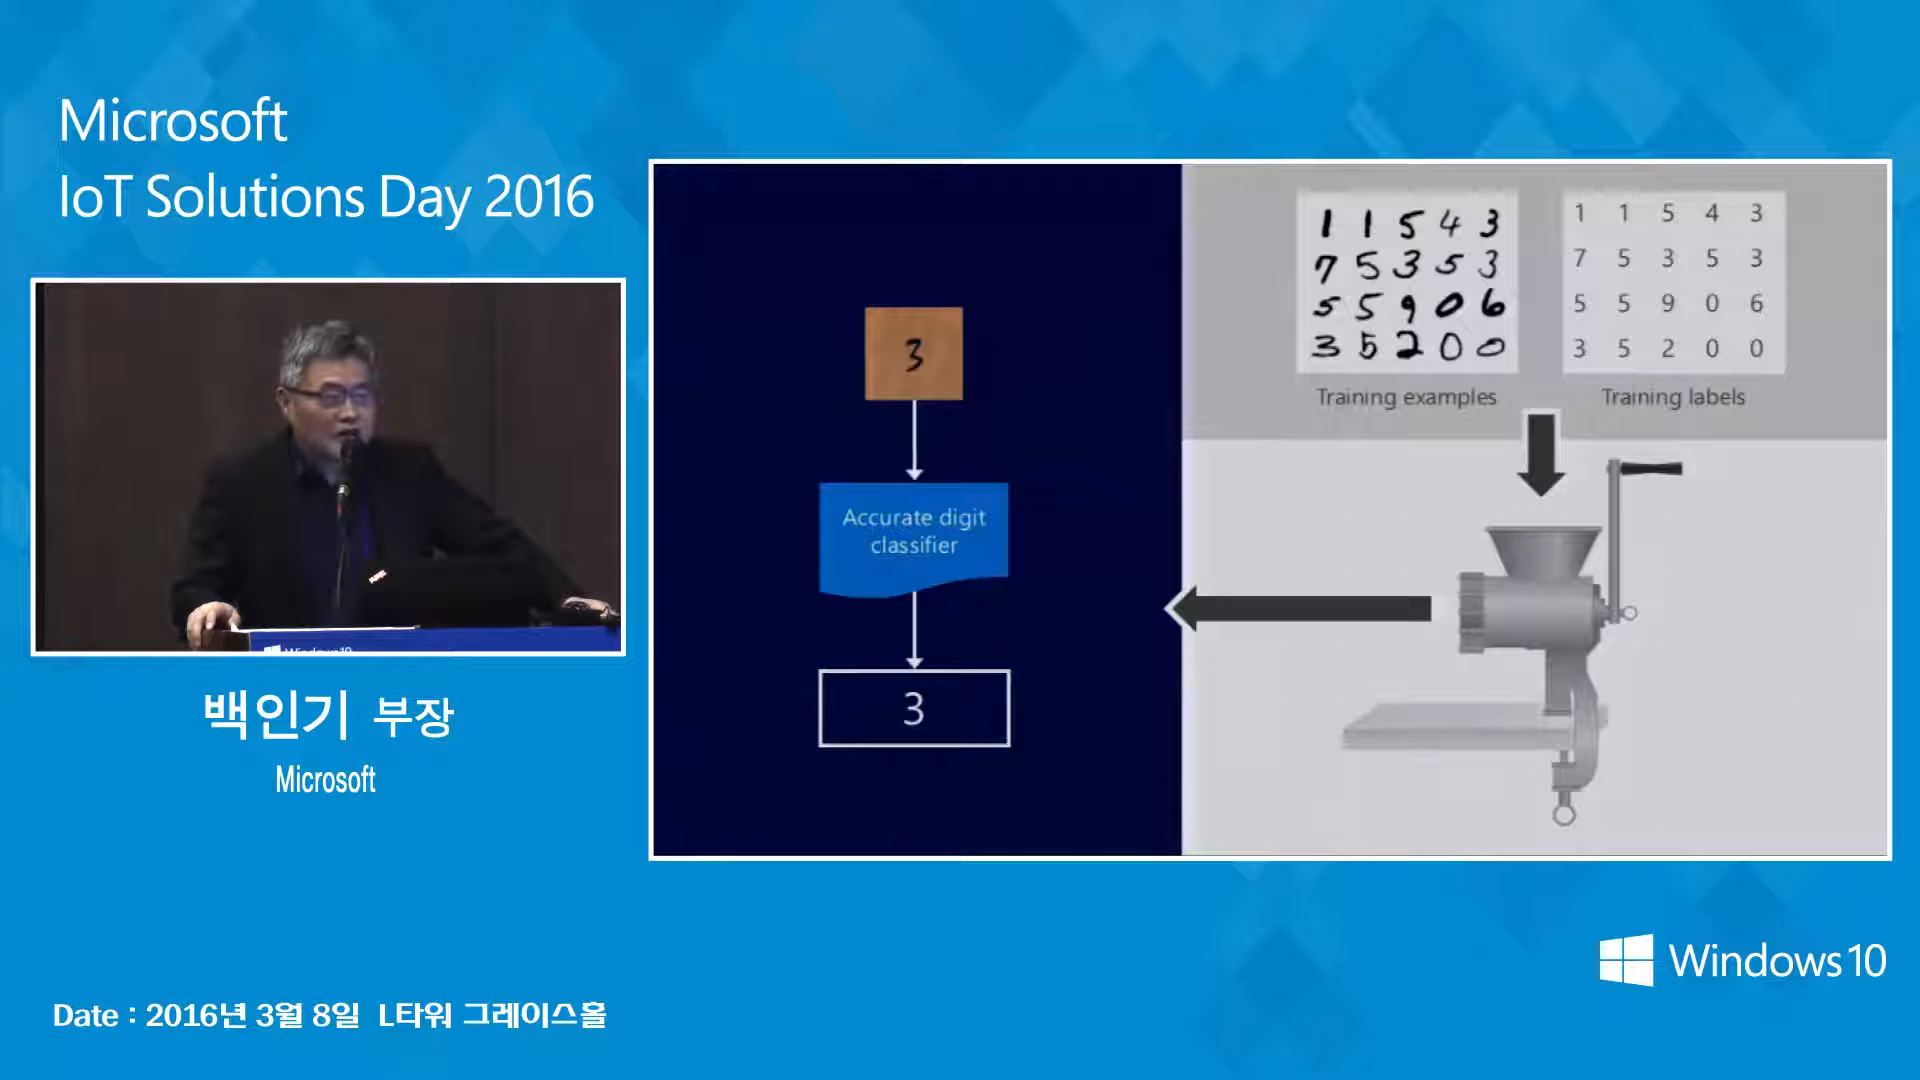 Microsoft
IoT Solutions Day 2016
Windows10
백인기 부장
Microsoft
3
Accurate digit
classifier
3
1 1 5 4 3
7 5 3 5 3
5 5 9 0 6
3 5 2 0 0
Training examples
1 1 5 4 3
7 5 3 5 3
5 5 9 0 6
3 5 2 0 0
Training labels
Windows10
Date : 2016년 3월 8일 L타워 그레이스홀